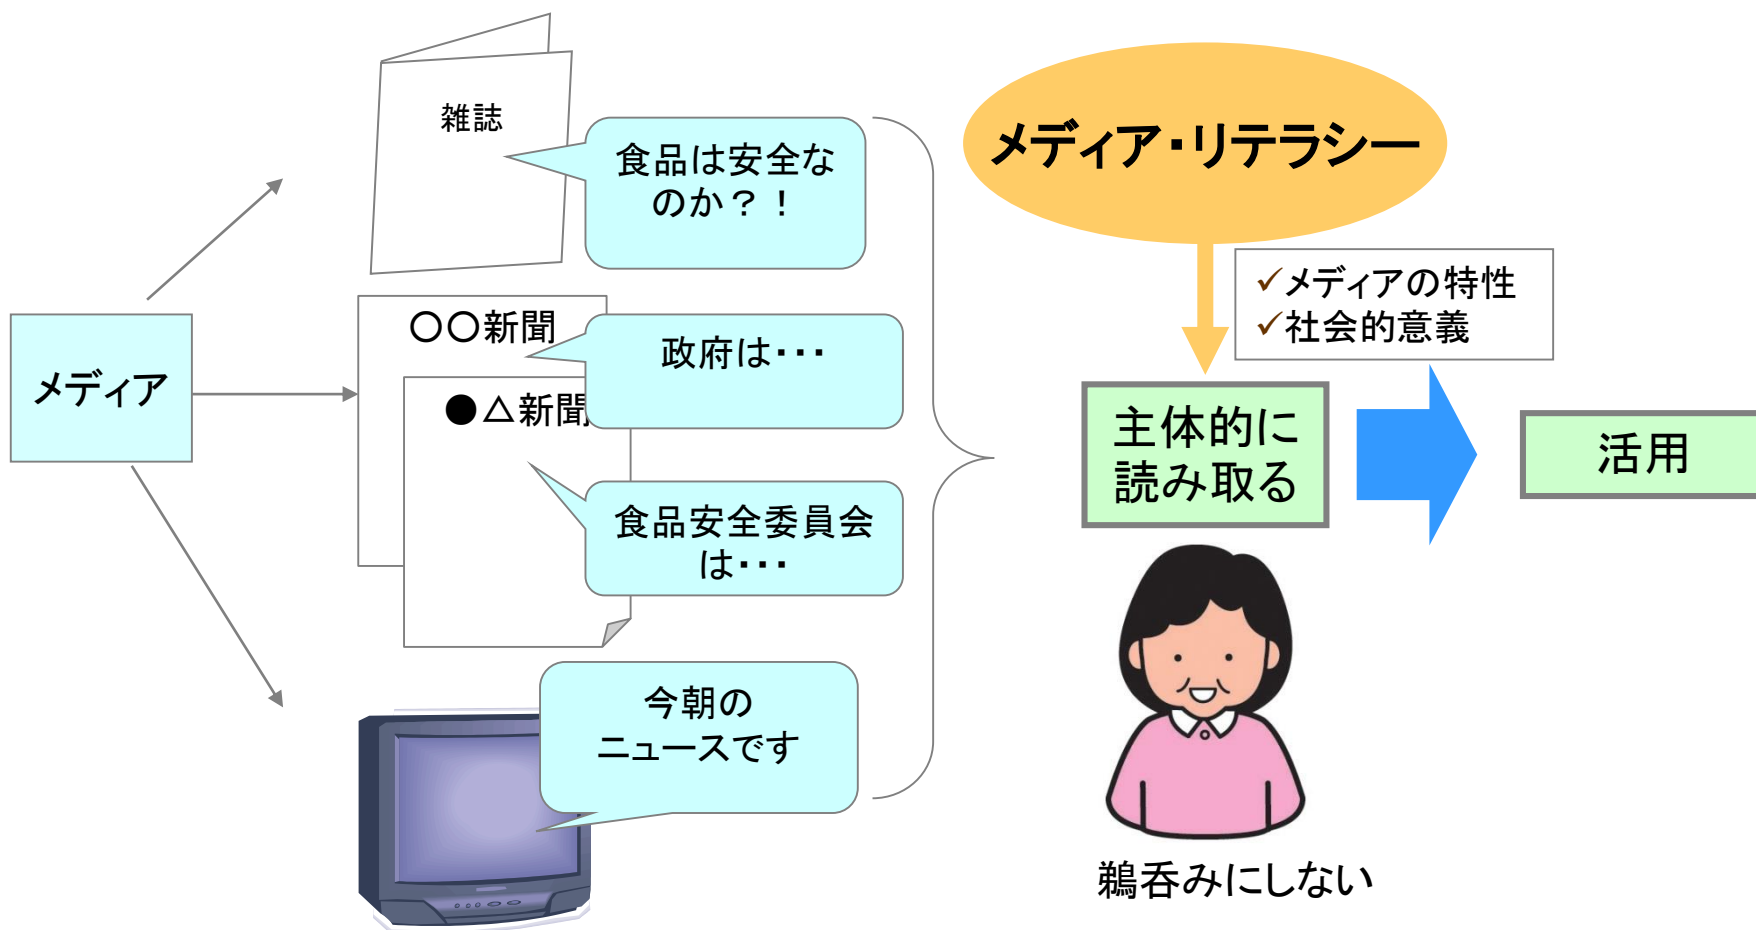 メディア
雑誌
食品は安全な
のか？！
〇〇新聞
政府は・・・
●△新聞
食品安全委員会
は・・・
今朝の
ニュースです
メディア・リテラシー
✓メディアの特性
✓社会的意義
主体的に
読み取る
活用
鵜呑みにしない